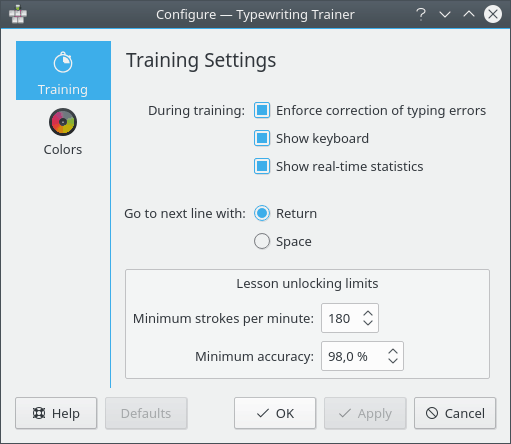 Configure — Typewriting Trainer
Training
Colors
Training Settings
During training: Enforce correction of typing errors
Show keyboard
Show real-time statistics
Go to next line with: Return
Space
Lesson unlocking limits
Minimum strokes per minute: 180
Minimum accuracy: 98,0 %
Help Defaults OK Apply Cancel